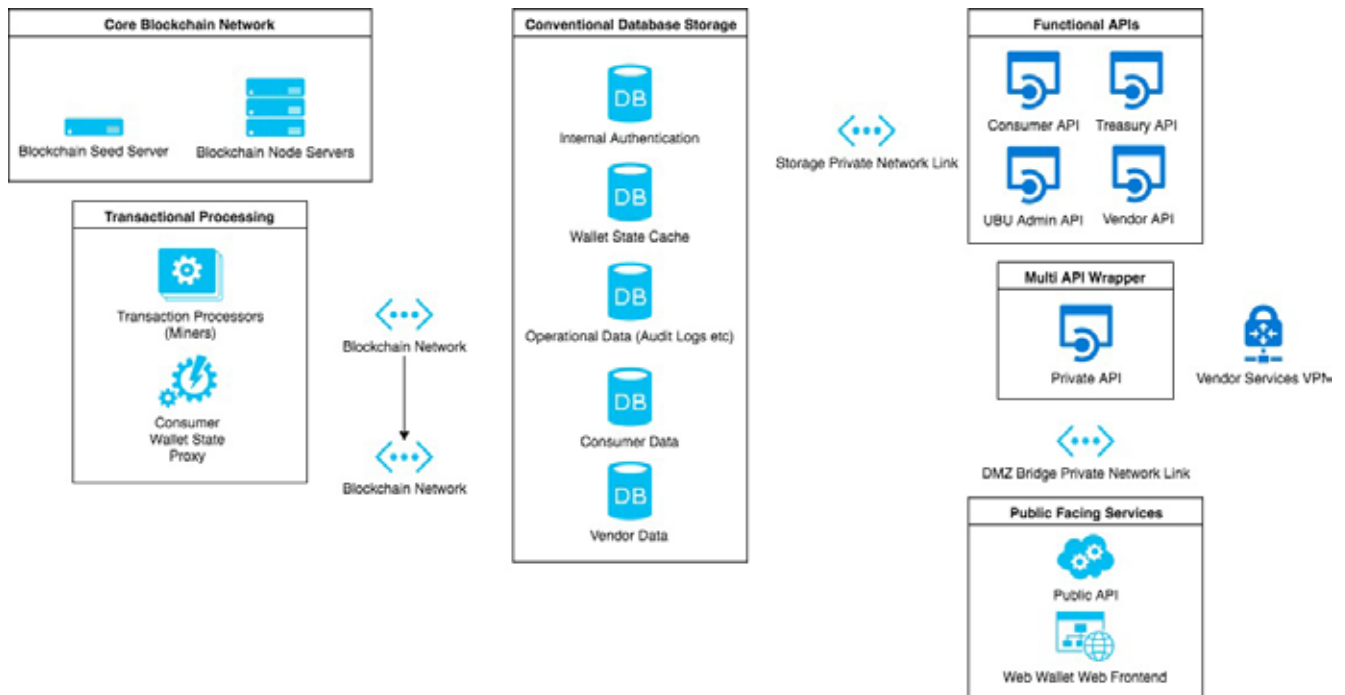 Core Blockchain Network
Blockchain Seed Server
Blockchain Node Servers
Transactional Processing
Transaction Processors
(Miners)
Consumer
Wallet State
Proxy
Blockchain Network
Blockchain Network
Conventional Database Storage
DB
Internal Authentication
DB
Wallet State Cache
DB
Operational Data (Audit Logs etc)
DB
Consumer Data
DB
Vendor Data
Storage Private Network Link
Functional APIs
Consumer API
Treasury API
UBU Admin API
Vendor API
Multi API Wrapper
Private API
Vendor Services VPN
DMZ Bridge Private Network Link
Public Facing Services
Public API
Web Wallet Web Frontend